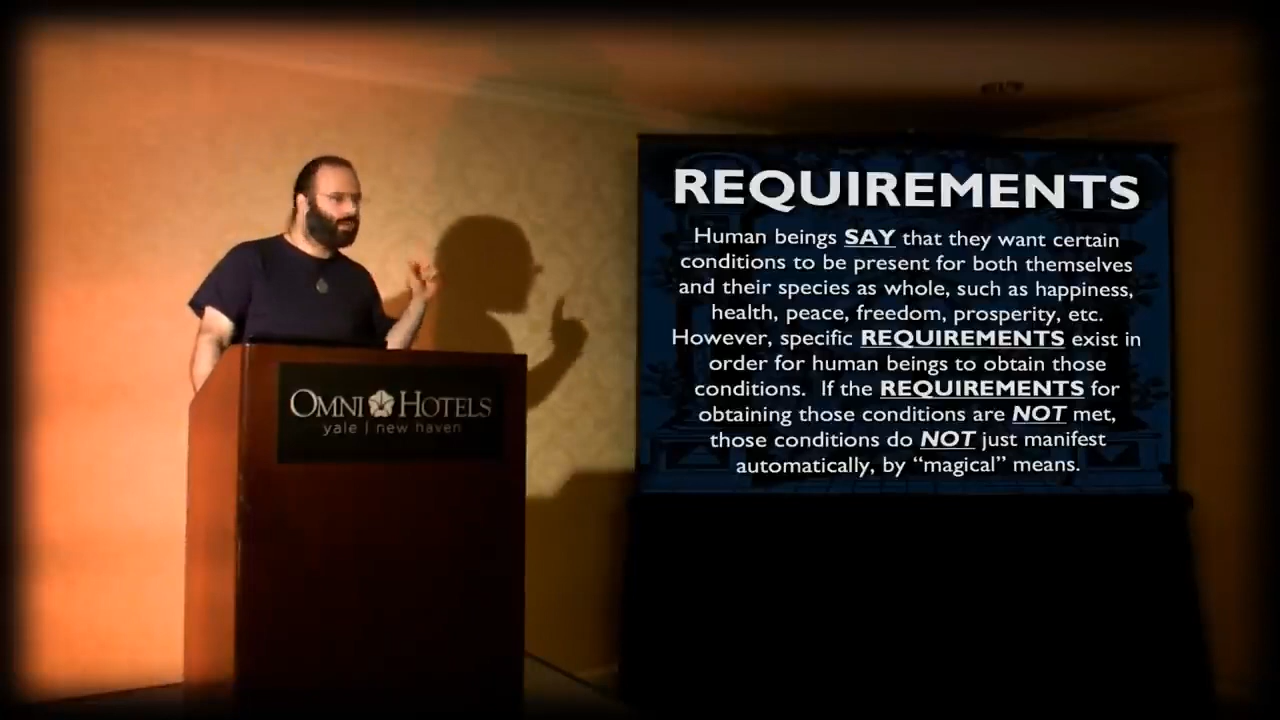 OMNI HOTELS
yale | new haven
REQUIREMENTS
Human beings SAY that they want certain
conditions to be present for both themselves
and their species as whole, such as happiness,
health, peace, freedom, prosperity, etc.
However, specific REQUIREMENTS exist in
order for human beings to obtain those
conditions. If the REQUIREMENTS for
obtaining those conditions are NOT met,
those conditions do NOT just manifest
automatically, by “magical” means.